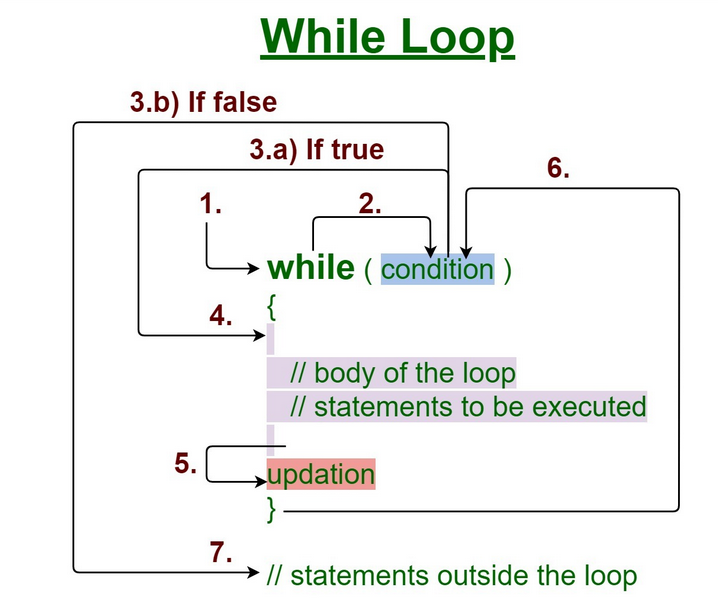 While Loop
3.b) If false
3.a) If true
6.
1.
2.
while ( condition )
{
4.
// body of the loop
// statements to be executed
5.
updation
}
7.
// statements outside the loop